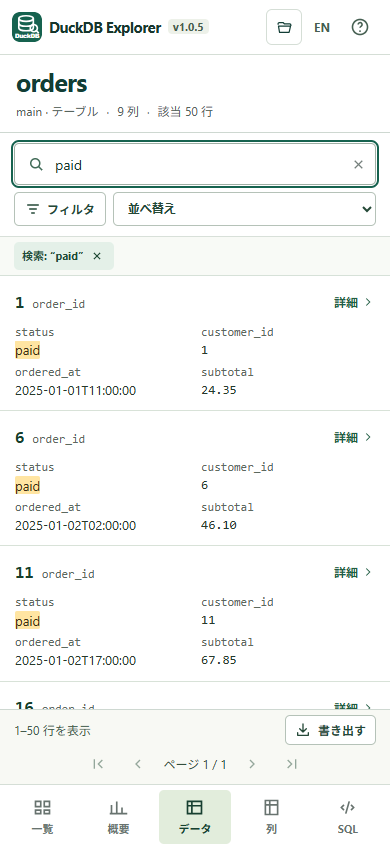 DuckDB
DuckDB Explorer v1.0.5 EN
orders
main · テーブル · 9 列 · 該当 50 行
paid
フィルタ 並べ替え
検索: "paid" ×
1 order_id 詳細
status customer_id
paid 1
ordered_at subtotal
2025-01-01T11:00:00 24.35
6 order_id 詳細
status customer_id
paid 6
ordered_at subtotal
2025-01-02T02:00:00 46.10
11 order_id 詳細
status customer_id
paid 11
ordered_at subtotal
2025-01-02T17:00:00 67.85
16 order_id 詳細
1–50 行を表示 書き出す
ページ 1 / 1
一覧 概要 データ 列 SQL